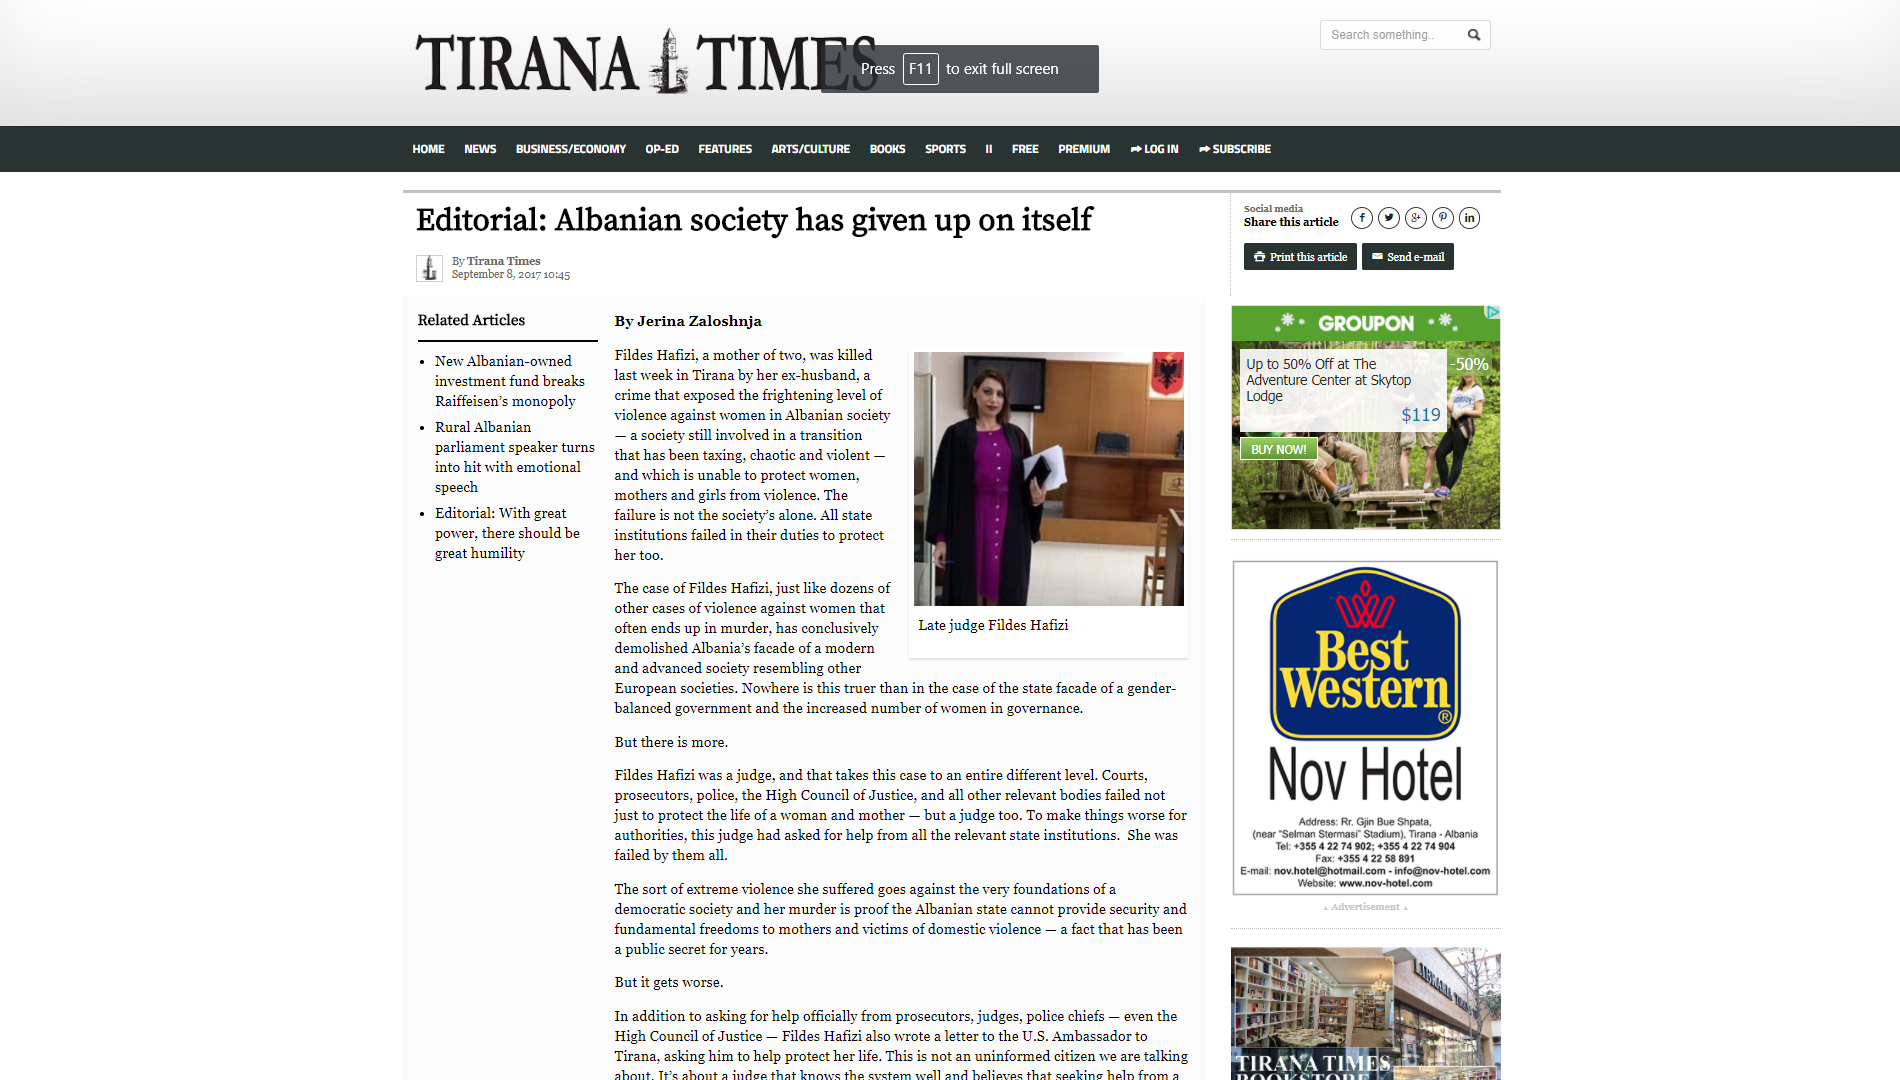 TIRANA TIMES
Press F11 to exit full screen
Search something..
HOME NEWS BUSINESS/ECONOMY OP-ED FEATURES ARTS/CULTURE BOOKS SPORTS II FREE PREMIUM LOG IN SUBSCRIBE
Editorial: Albanian society has given up on itself
By Tirana Times
September 8, 2017 10:45
Social media
Share this article
Print this article Send e-mail
Related Articles
New Albanian-owned
investment fund breaks
Raiffeisen’s monopoly
Rural Albanian
parliament speaker turns
into hit with emotional
speech
Editorial: With great
power, there should be
great humility
By Jerina Zaloshnja
Fildes Hafizi, a mother of two, was killed
last week in Tirana by her ex-husband, a
crime that exposed the frightening level of
violence against women in Albanian society
— a society still involved in a transition
that has been taxing, chaotic and violent —
and which is unable to protect women,
mothers and girls from violence. The
failure is not the society’s alone. All state
institutions failed in their duties to protect
her too.
Late judge Fildes Hafizi
The case of Fildes Hafizi, just like dozens of
other cases of violence against women that
often ends up in murder, has conclusively
demolished Albania’s facade of a modern
and advanced society resembling other
European societies. Nowhere is this truer than in the case of the state facade of a gender-
balanced government and the increased number of women in governance.
But there is more.
Fildes Hafizi was a judge, and that takes this case to an entire different level. Courts,
prosecutors, police, the High Council of Justice, and all other relevant bodies failed not
just to protect the life of a woman and mother — but a judge too. To make things worse for
authorities, this judge had asked for help from all the relevant state institutions.  She was
failed by them all.
The sort of extreme violence she suffered goes against the very foundations of a
democratic society and her murder is proof the Albanian state cannot provide security and
fundamental freedoms to mothers and victims of domestic violence — a fact that has been
a public secret for years.
But it gets worse.
In addition to asking for help officially from prosecutors, judges, police chiefs — even the
High Council of Justice — Fildes Hafizi also wrote a letter to the U.S. Ambassador to
Tirana, asking him to help protect her life. This is not an uninformed citizen we are talking
about. It’s about a judge that knows the system well and believes that seeking help from a
GROUPON
Up to 50% Off at The
Adventure Center at Skytop
Lodge
$119
-50%
BUY NOW!
Best
Western®
Nov Hotel
Address: Rr. Gjin Bue Shpata,
(near "Selman Stermasi" Stadium), Tirana - Albania
Tel: +355 4 22 74 902; +355 4 22 74 904
Fax: +355 4 22 58 891
E-mail: nov.hotel@hotmail.com - info@nov-hotel.com
Website: www.nov-hotel.com
Advertisement
TIRANA TIMES
BOOKSTORE